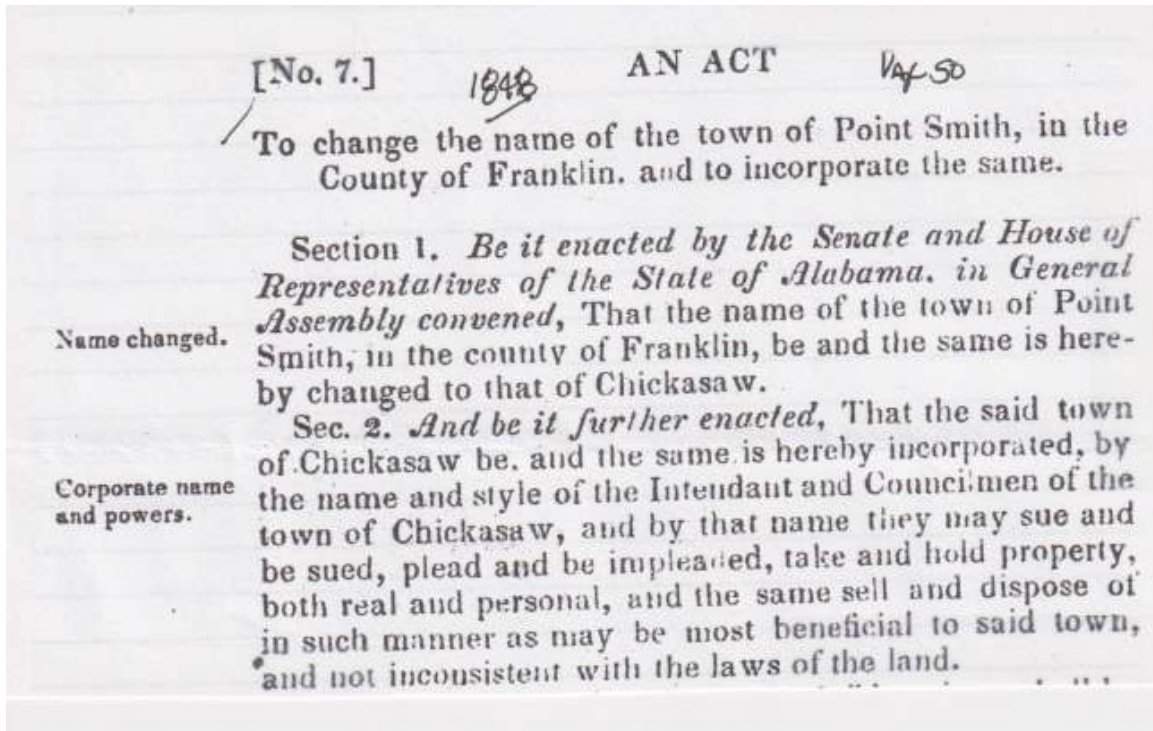 [No. 7.] 1848 AN ACT
To change the name of the town of Point Smith, in the
County of Franklin. and to incorporate the same.
Section 1. Be it enacted by the Senate and House of
Representatives of the State of Alabama. in General
Assembly convened, That the name of the town of Point
Name changed.
Smith, in the county of Franklin, be and the same is here-
by changed to that of Chickasaw.
Sec. 2. And be it further enacted, That the said town
of Chickasaw be. and the same is hereby incorporated, by
Corporate name
and powers.
the name and style of the Intendant and Councilmen of the
town of Chickasaw, and by that name they may sue and
be sued, plead and be impleaded, take and hold property,
both real and personal, and the same sell and dispose of
in such manner as may be most beneficial to said town,
and not inconsistent with the laws of the land.